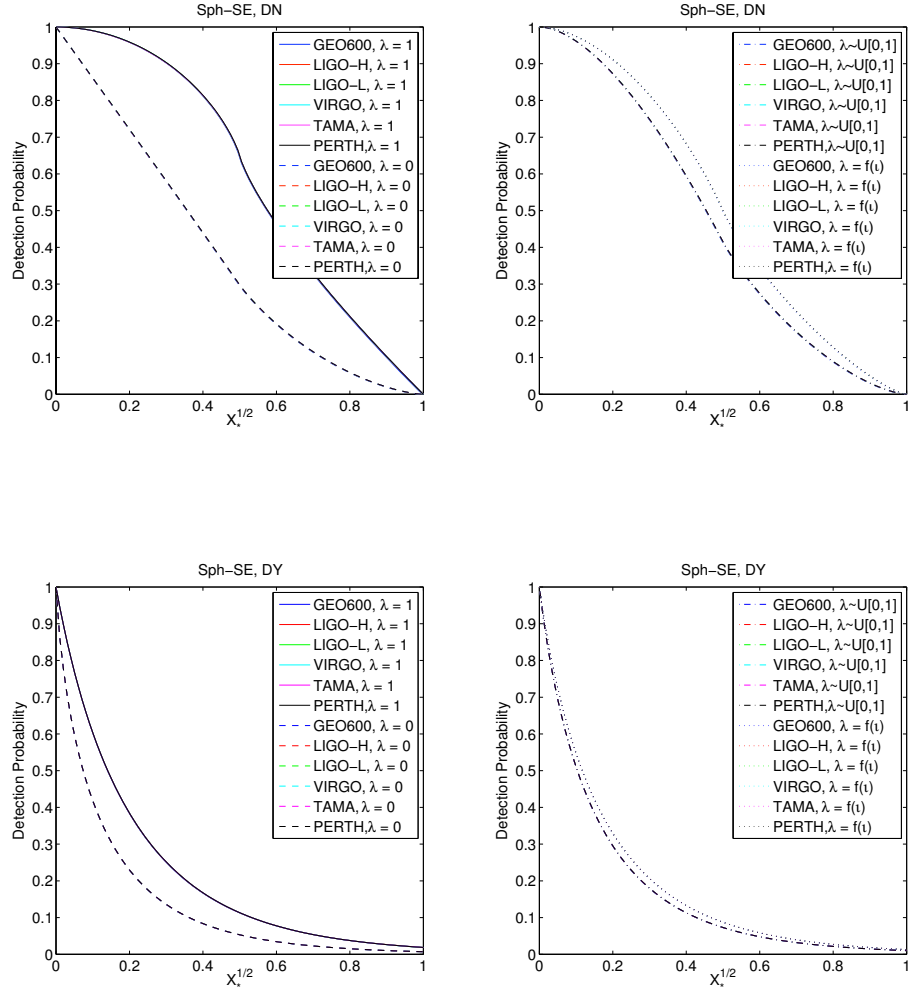 Sph−SE, DN
1
0.9
0.8
0.7
0.6
0.5
0.4
0.3
0.2
0.1
0
Detection Probability
GEO600, λ = 1
LIGO−H, λ = 1
LIGO−L, λ = 1
VIRGO, λ = 1
TAMA, λ = 1
PERTH,λ = 1
GEO600, λ = 0
LIGO−H, λ = 0
LIGO−L, λ = 0
VIRGO, λ = 0
TAMA, λ = 0
PERTH,λ = 0
0 0.2 0.4 0.6 0.8 1
X*^1/2
Sph−SE, DN
1
0.9
0.8
0.7
0.6
0.5
0.4
0.3
0.2
0.1
0
Detection Probability
GEO600, λ~U[0,1]
LIGO−H, λ~U[0,1]
LIGO−L, λ~U[0,1]
VIRGO, λ~U[0,1]
TAMA, λ~U[0,1]
PERTH,λ~U[0,1]
GEO600, λ = f(ι)
LIGO−H, λ = f(ι)
LIGO−L, λ = f(ι)
VIRGO, λ = f(ι)
TAMA, λ = f(ι)
PERTH,λ = f(ι)
0 0.2 0.4 0.6 0.8 1
X*^1/2
Sph−SE, DY
1
0.9
0.8
0.7
0.6
0.5
0.4
0.3
0.2
0.1
0
Detection Probability
GEO600, λ = 1
LIGO−H, λ = 1
LIGO−L, λ = 1
VIRGO, λ = 1
TAMA, λ = 1
PERTH,λ = 1
GEO600, λ = 0
LIGO−H, λ = 0
LIGO−L, λ = 0
VIRGO, λ = 0
TAMA, λ = 0
PERTH,λ = 0
0 0.2 0.4 0.6 0.8 1
X*^1/2
Sph−SE, DY
1
0.9
0.8
0.7
0.6
0.5
0.4
0.3
0.2
0.1
0
Detection Probability
GEO600, λ~U[0,1]
LIGO−H, λ~U[0,1]
LIGO−L, λ~U[0,1]
VIRGO, λ~U[0,1]
TAMA, λ~U[0,1]
PERTH,λ~U[0,1]
GEO600, λ = f(ι)
LIGO−H, λ = f(ι)
LIGO−L, λ = f(ι)
VIRGO, λ = f(ι)
TAMA, λ = f(ι)
PERTH,λ = f(ι)
0 0.2 0.4 0.6 0.8 1
X*^1/2